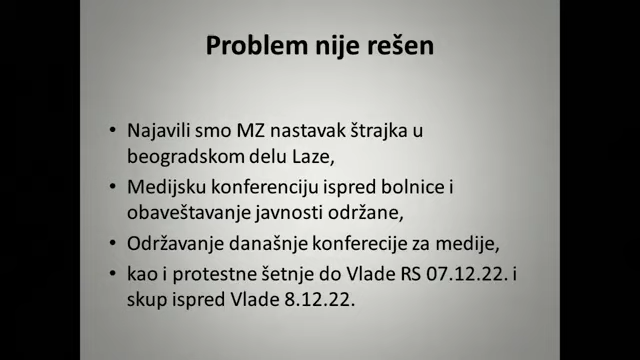 Problem nije rešen
• Najavili smo MZ nastavak štrajka u
beogradskom delu Laze,
• Medijsku konferenciju ispred bolnice i
obaveštavanje javnosti održane,
• Održavanje današnje konferecije za medije,
• kao i protestne šetnje do Vlade RS 07.12.22. i
skup ispred Vlade 8.12.22.